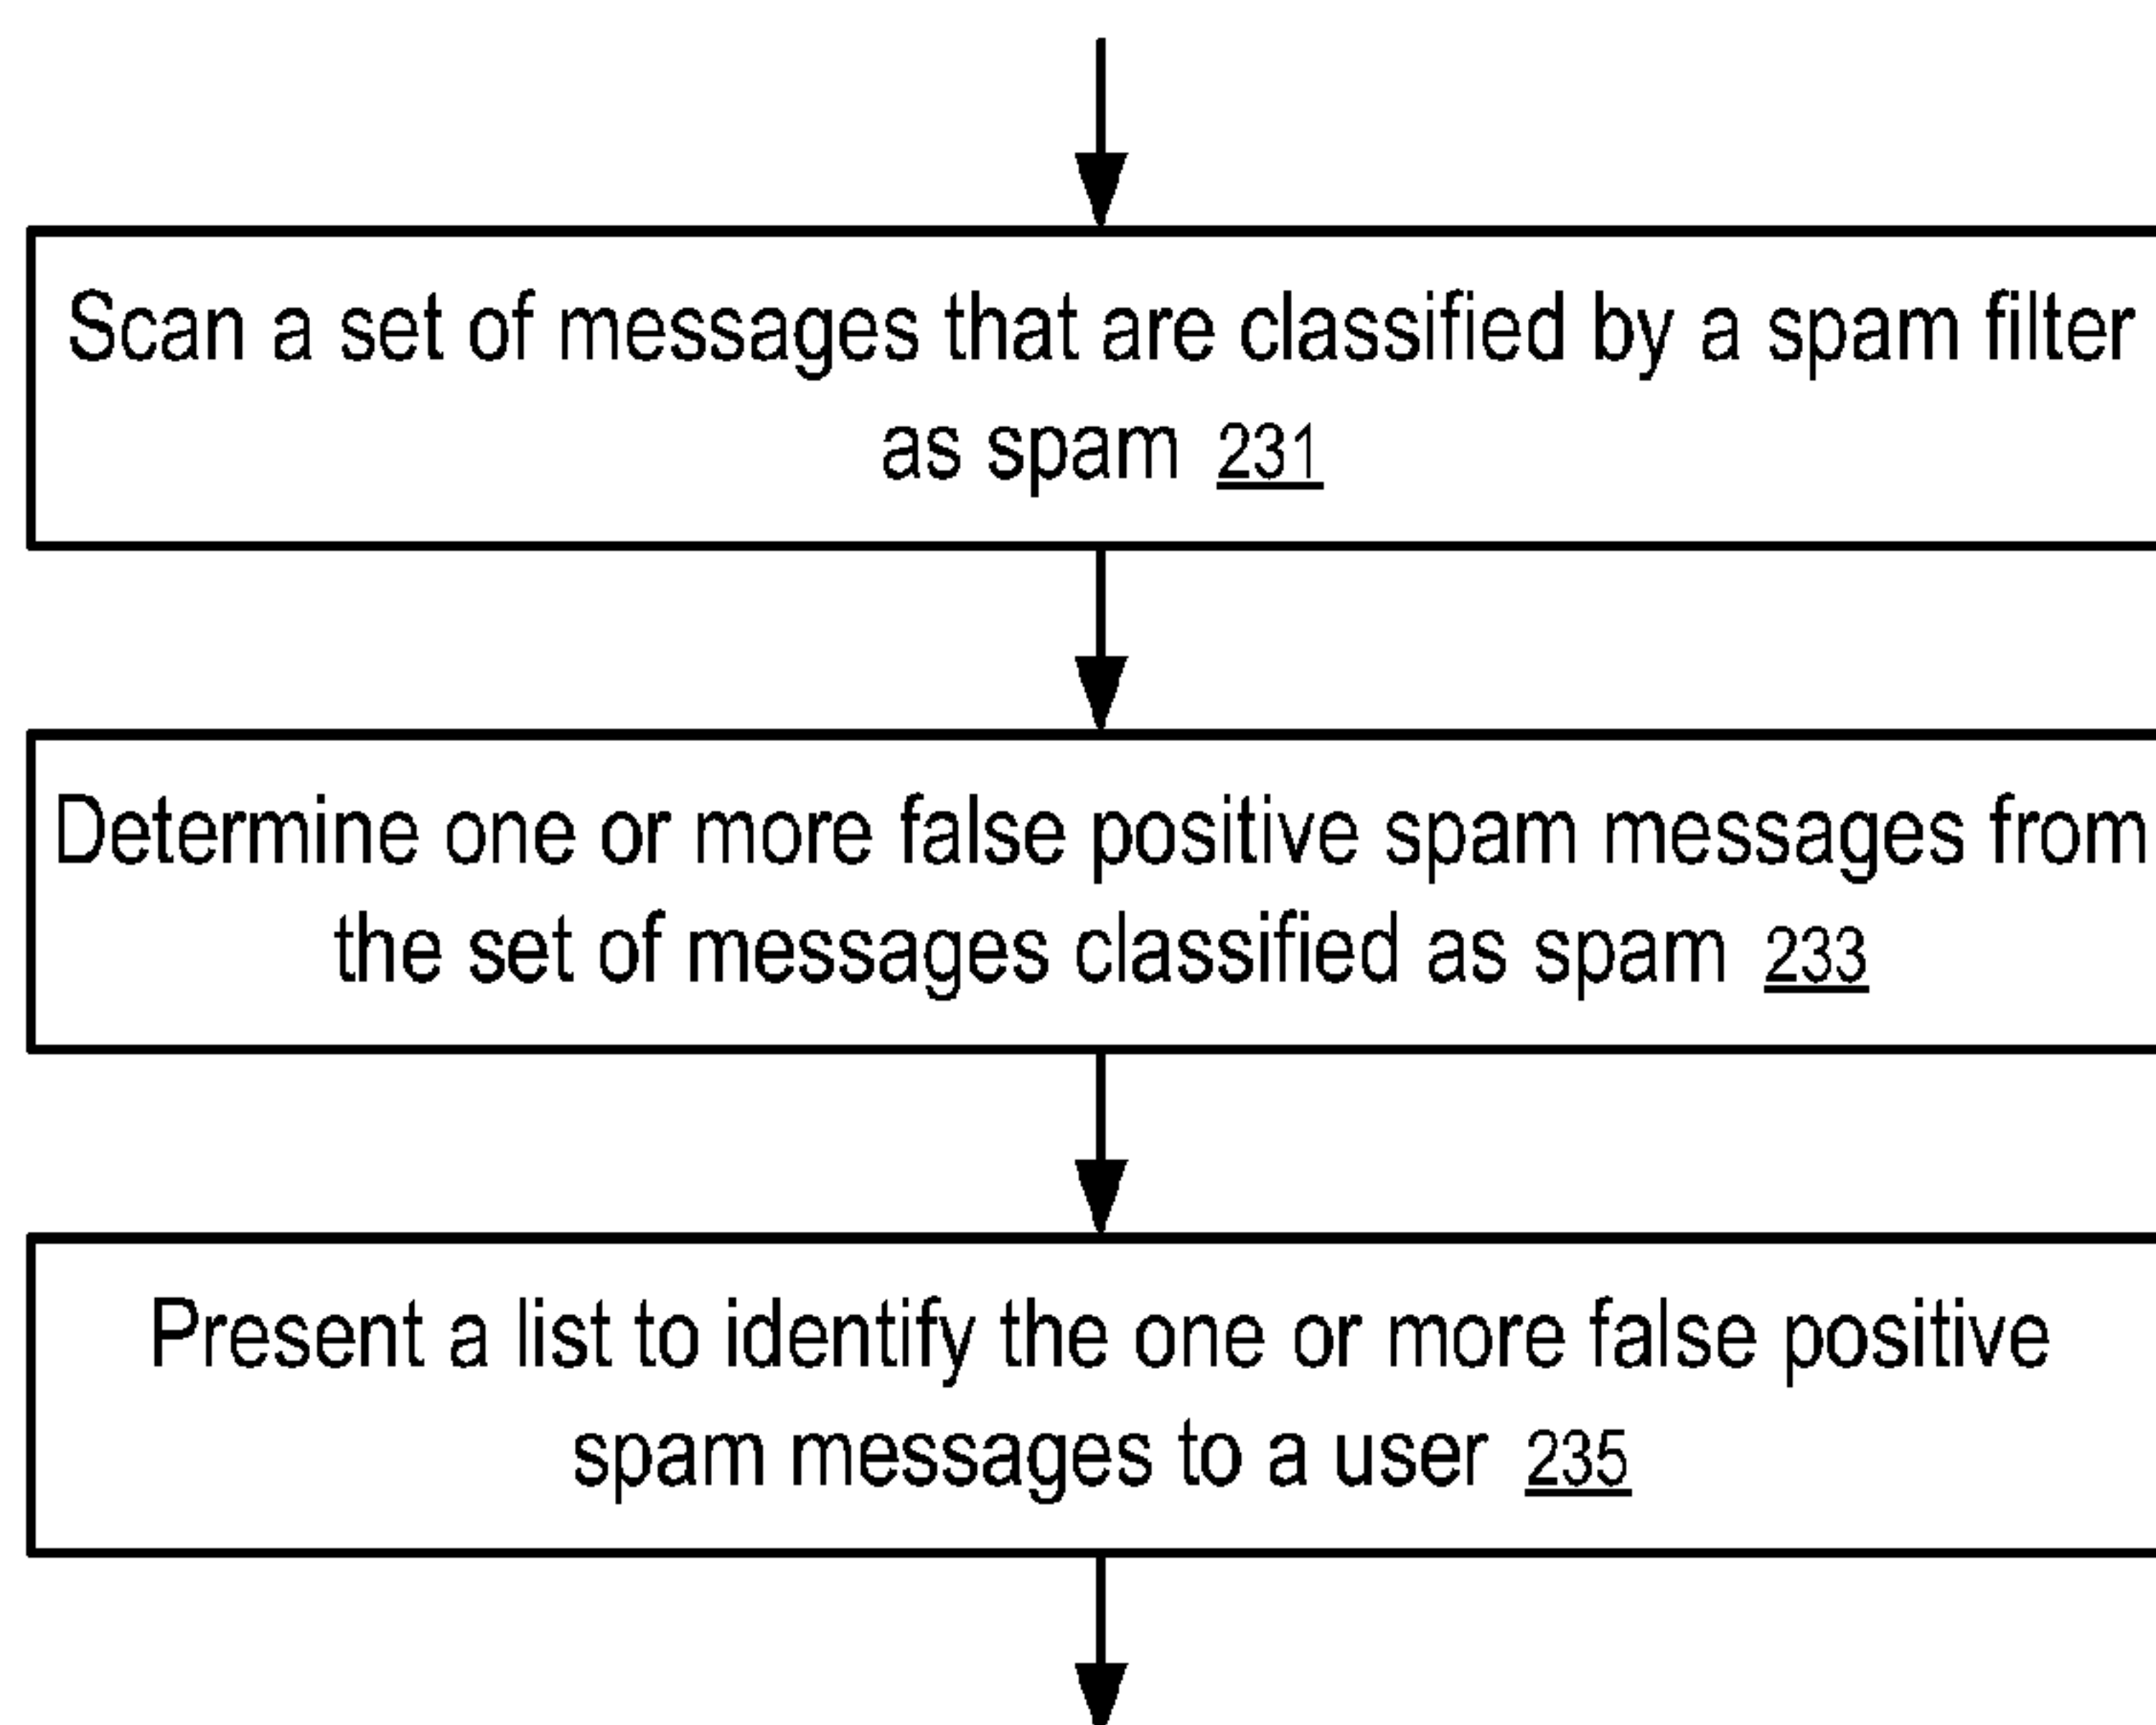 Scan a set of messages that are classified by a spam filter
as spam 231
Determine one or more false positive spam messages from
the set of messages classified as spam 233
Present a list to identify the one or more false positive
spam messages to a user 235